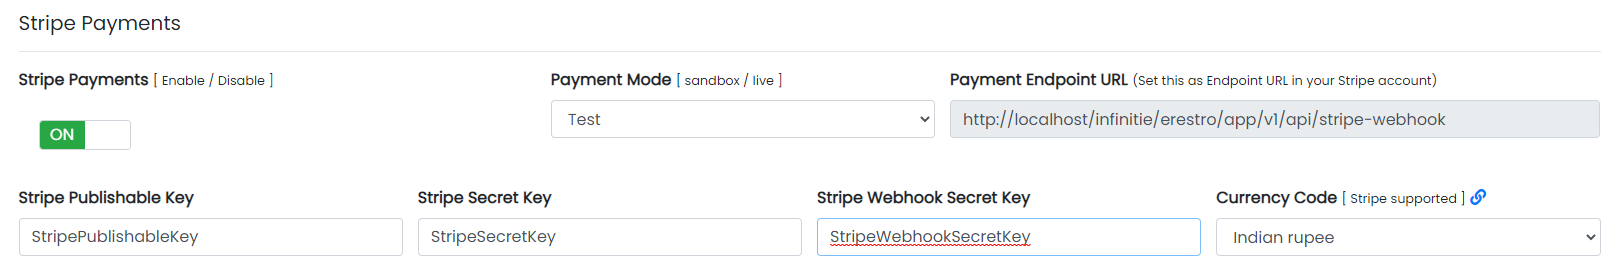 Stripe Payments
Stripe Payments [ Enable / Disable ]
Payment Mode [ sandbox / live ]
Payment Endpoint URL (Set this as Endpoint URL in your Stripe account)
ON
Test
http://localhost/infinitie/erestro/app/v1/api/stripe-webhook
Stripe Publishable Key
Stripe Secret Key
Stripe Webhook Secret Key
Currency Code [ Stripe supported ]
StripePublishableKey
StripeSecretKey
StripeWebhookSecretKey
Indian rupee